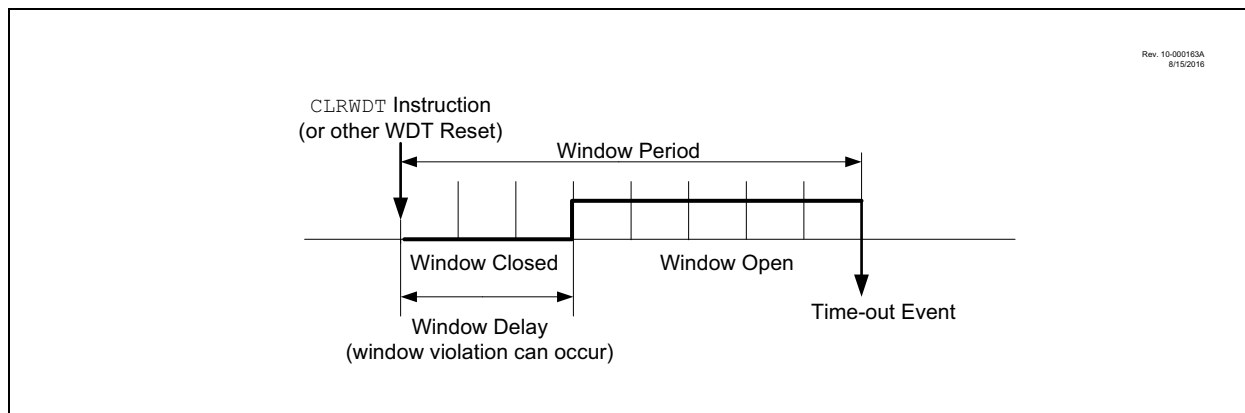 Rev. 10-000163A
8/15/2016
CLRWDT Instruction
(or other WDT Reset)
Window Period
Window Closed
Window Open
Window Delay
(window violation can occur)
Time-out Event